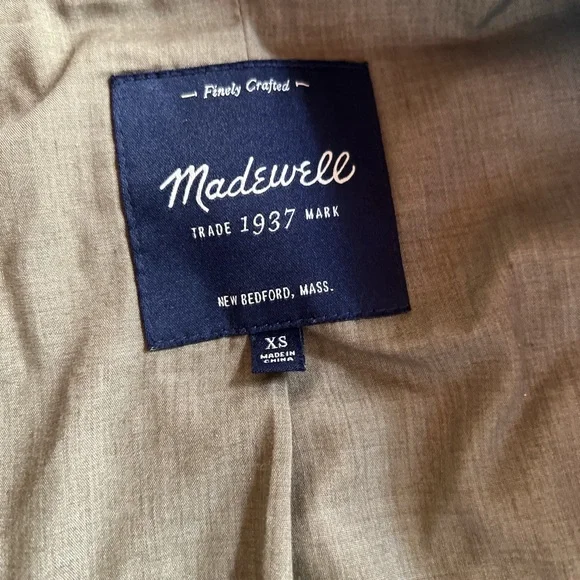 Finely Crafted
Madewell
TRADE 1937 MARK
NEW BEDFORD, MASS.
XS
MADE IN
CHINA